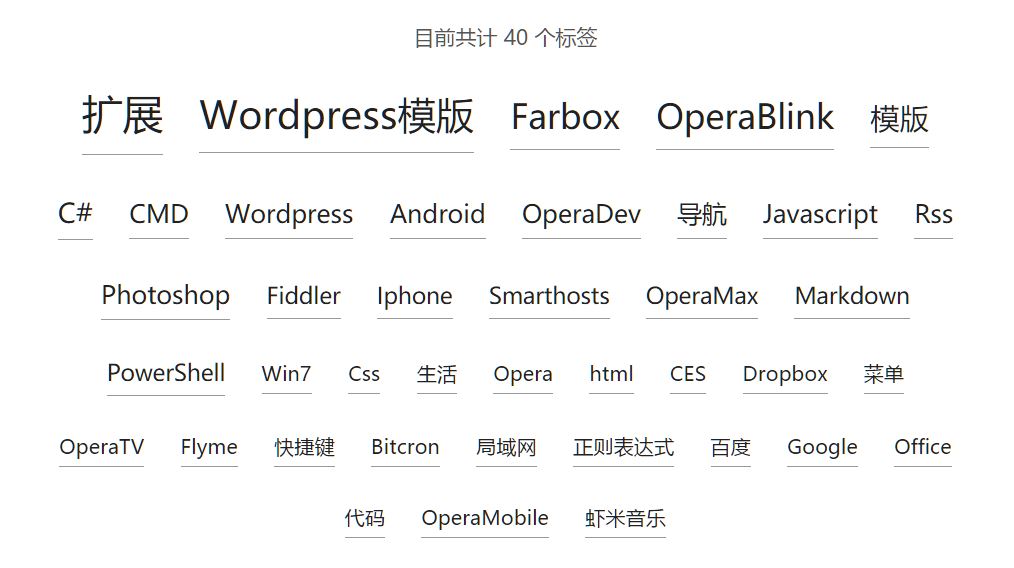 目前共计 40 个标签
扩展 Wordpress模版 Farbox OperaBlink 模版
C# CMD Wordpress Android OperaDev 导航 Javascript Rss
Photoshop Fiddler Iphone Smarthosts OperaMax Markdown
PowerShell Win7 Css 生活 Opera html CES Dropbox 菜单
OperaTV Flyme 快捷键 Bitcron 局域网 正则表达式 百度 Google Office
代码 OperaMobile 虾米音乐